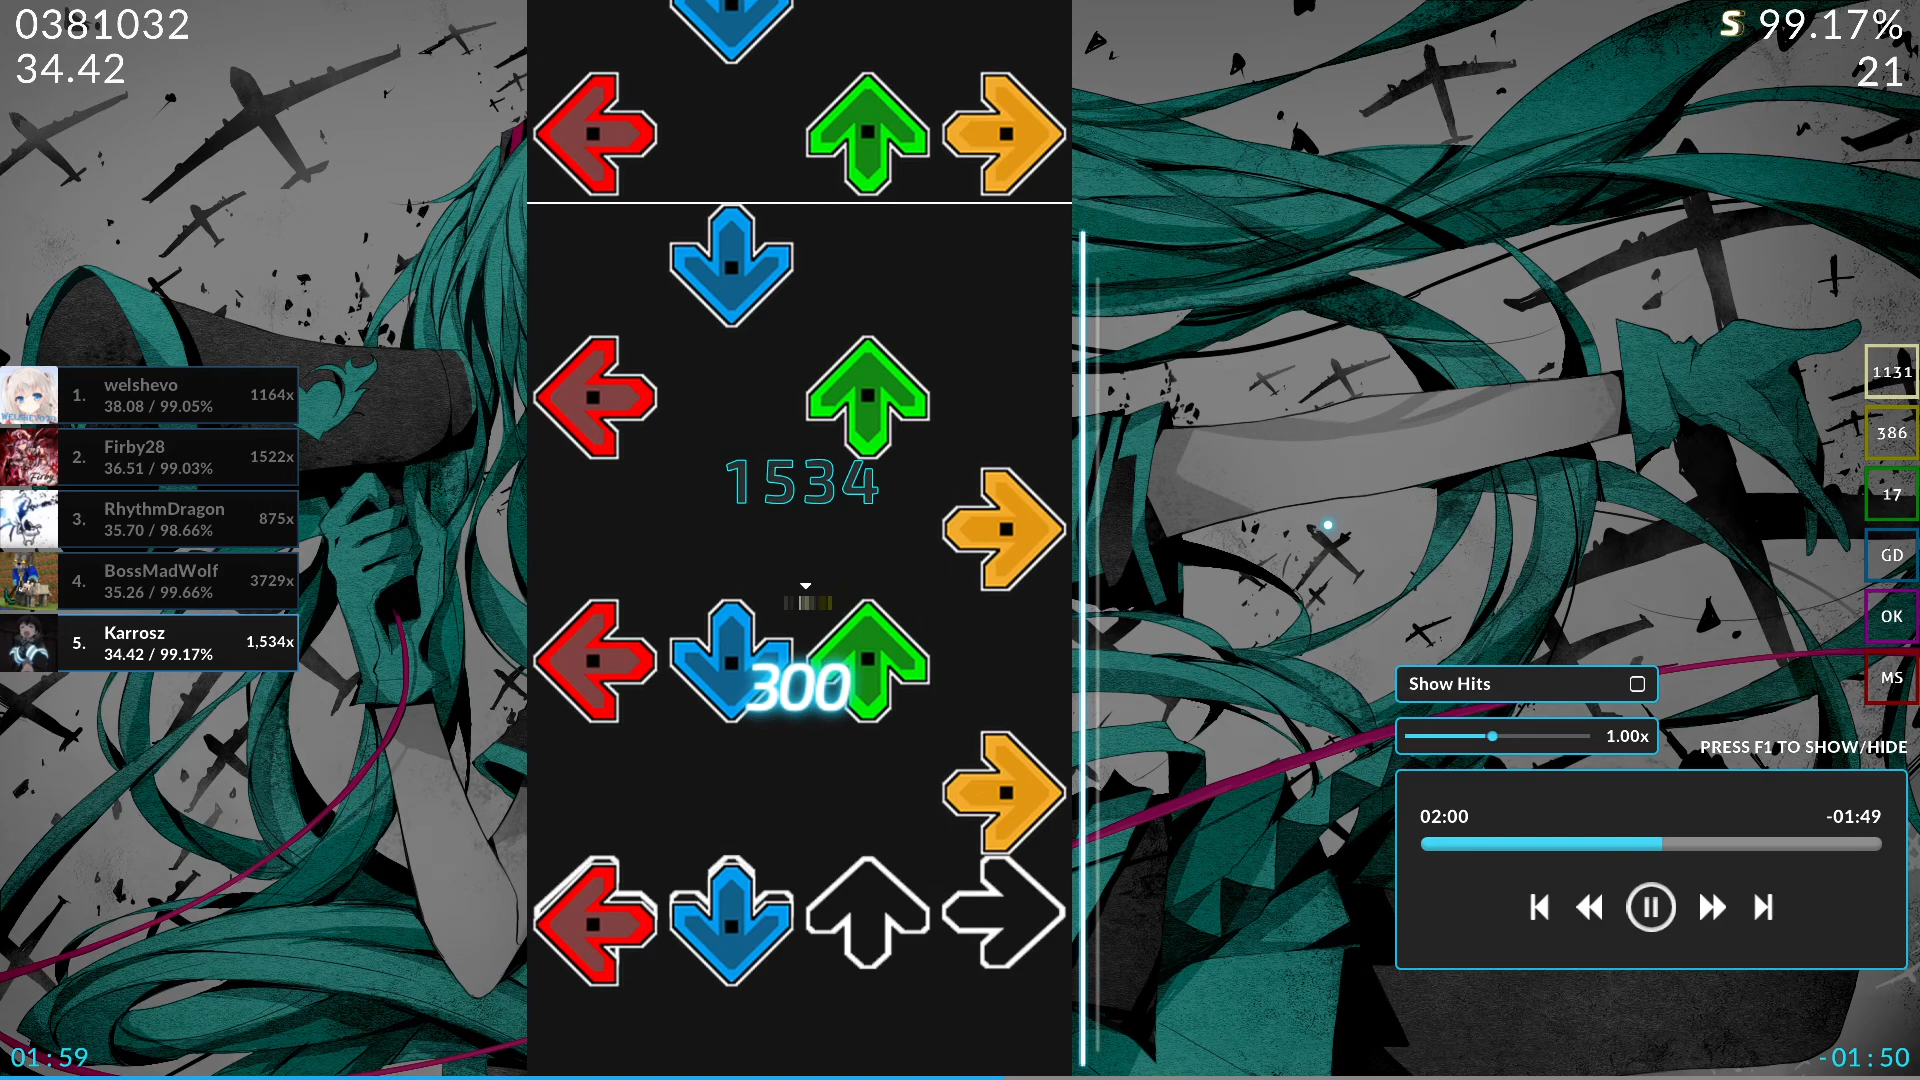 0381032
34.42
S 99.17%
21
1. welshevo
38.08 / 99.05% 1164x
2. Firby28
36.51 / 99.03% 1522x
3. RhythmDragon
35.70 / 98.66% 875x
4. BossMadWolf
35.26 / 99.66% 3729x
5. Karrosz
34.42 / 99.17% 1,534x
1534
300
1131
386
17
GD
OK
MS
Show Hits
1.00x
PRESS F1 TO SHOW/HIDE
02:00 -01:49
01:59
-01:50